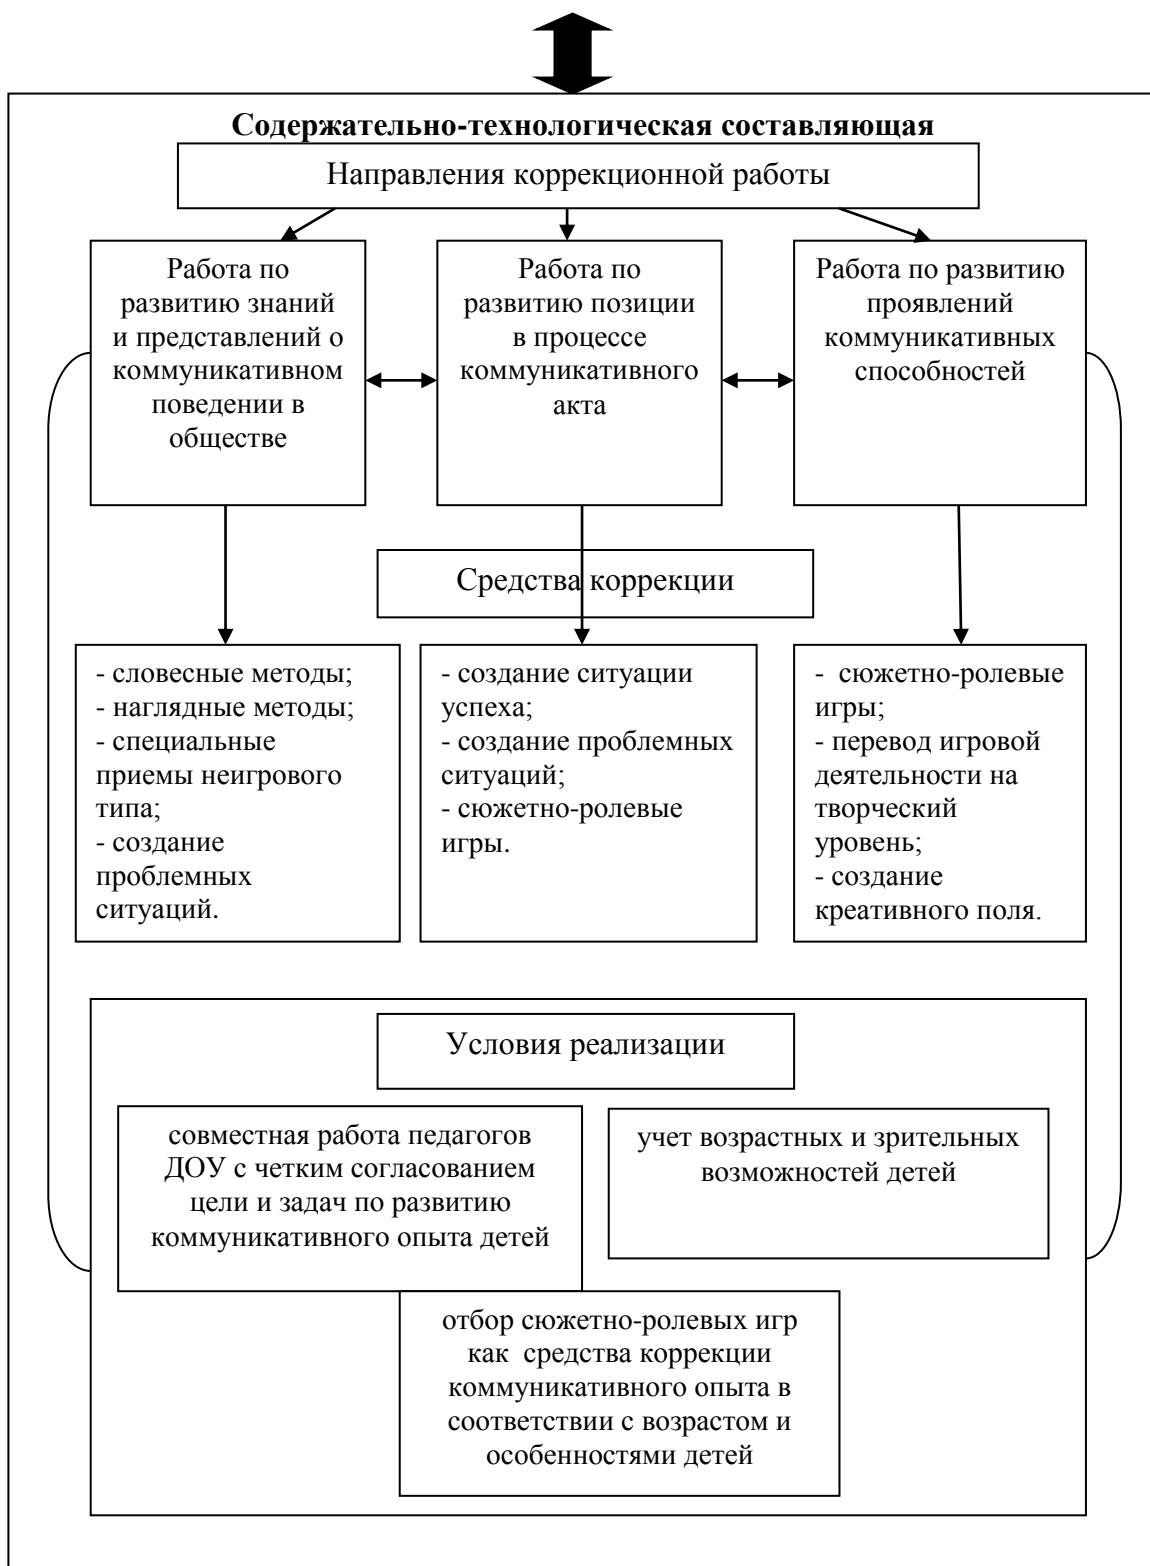 Содержательно-технологическая составляющая
Направления коррекционной работы
Работа по
развитию знаний
и представлений о
коммуникативном
поведении в
обществе
Работа по
развитию позиции
в процессе
коммуникативного
акта
Работа по развитию
проявлений
коммуникативных
способностей
Средства коррекции
- словесные методы;
- наглядные методы;
- специальные
приемы неигрового
типа;
- создание
проблемных
ситуаций.
- создание ситуации
успеха;
- создание проблемных
ситуаций;
- сюжетно-ролевые
игры.
- сюжетно-ролевые
игры;
- перевод игровой
деятельности на
творческий
уровень;
- создание
креативного поля.
Условия реализации
совместная работа педагогов
ДОУ с четким согласованием
цели и задач по развитию
коммуникативного опыта детей
учет возрастных и зрительных
возможностей детей
отбор сюжетно-ролевых игр
как средства коррекции
коммуникативного опыта в
соответствии с возрастом и
особенностями детей